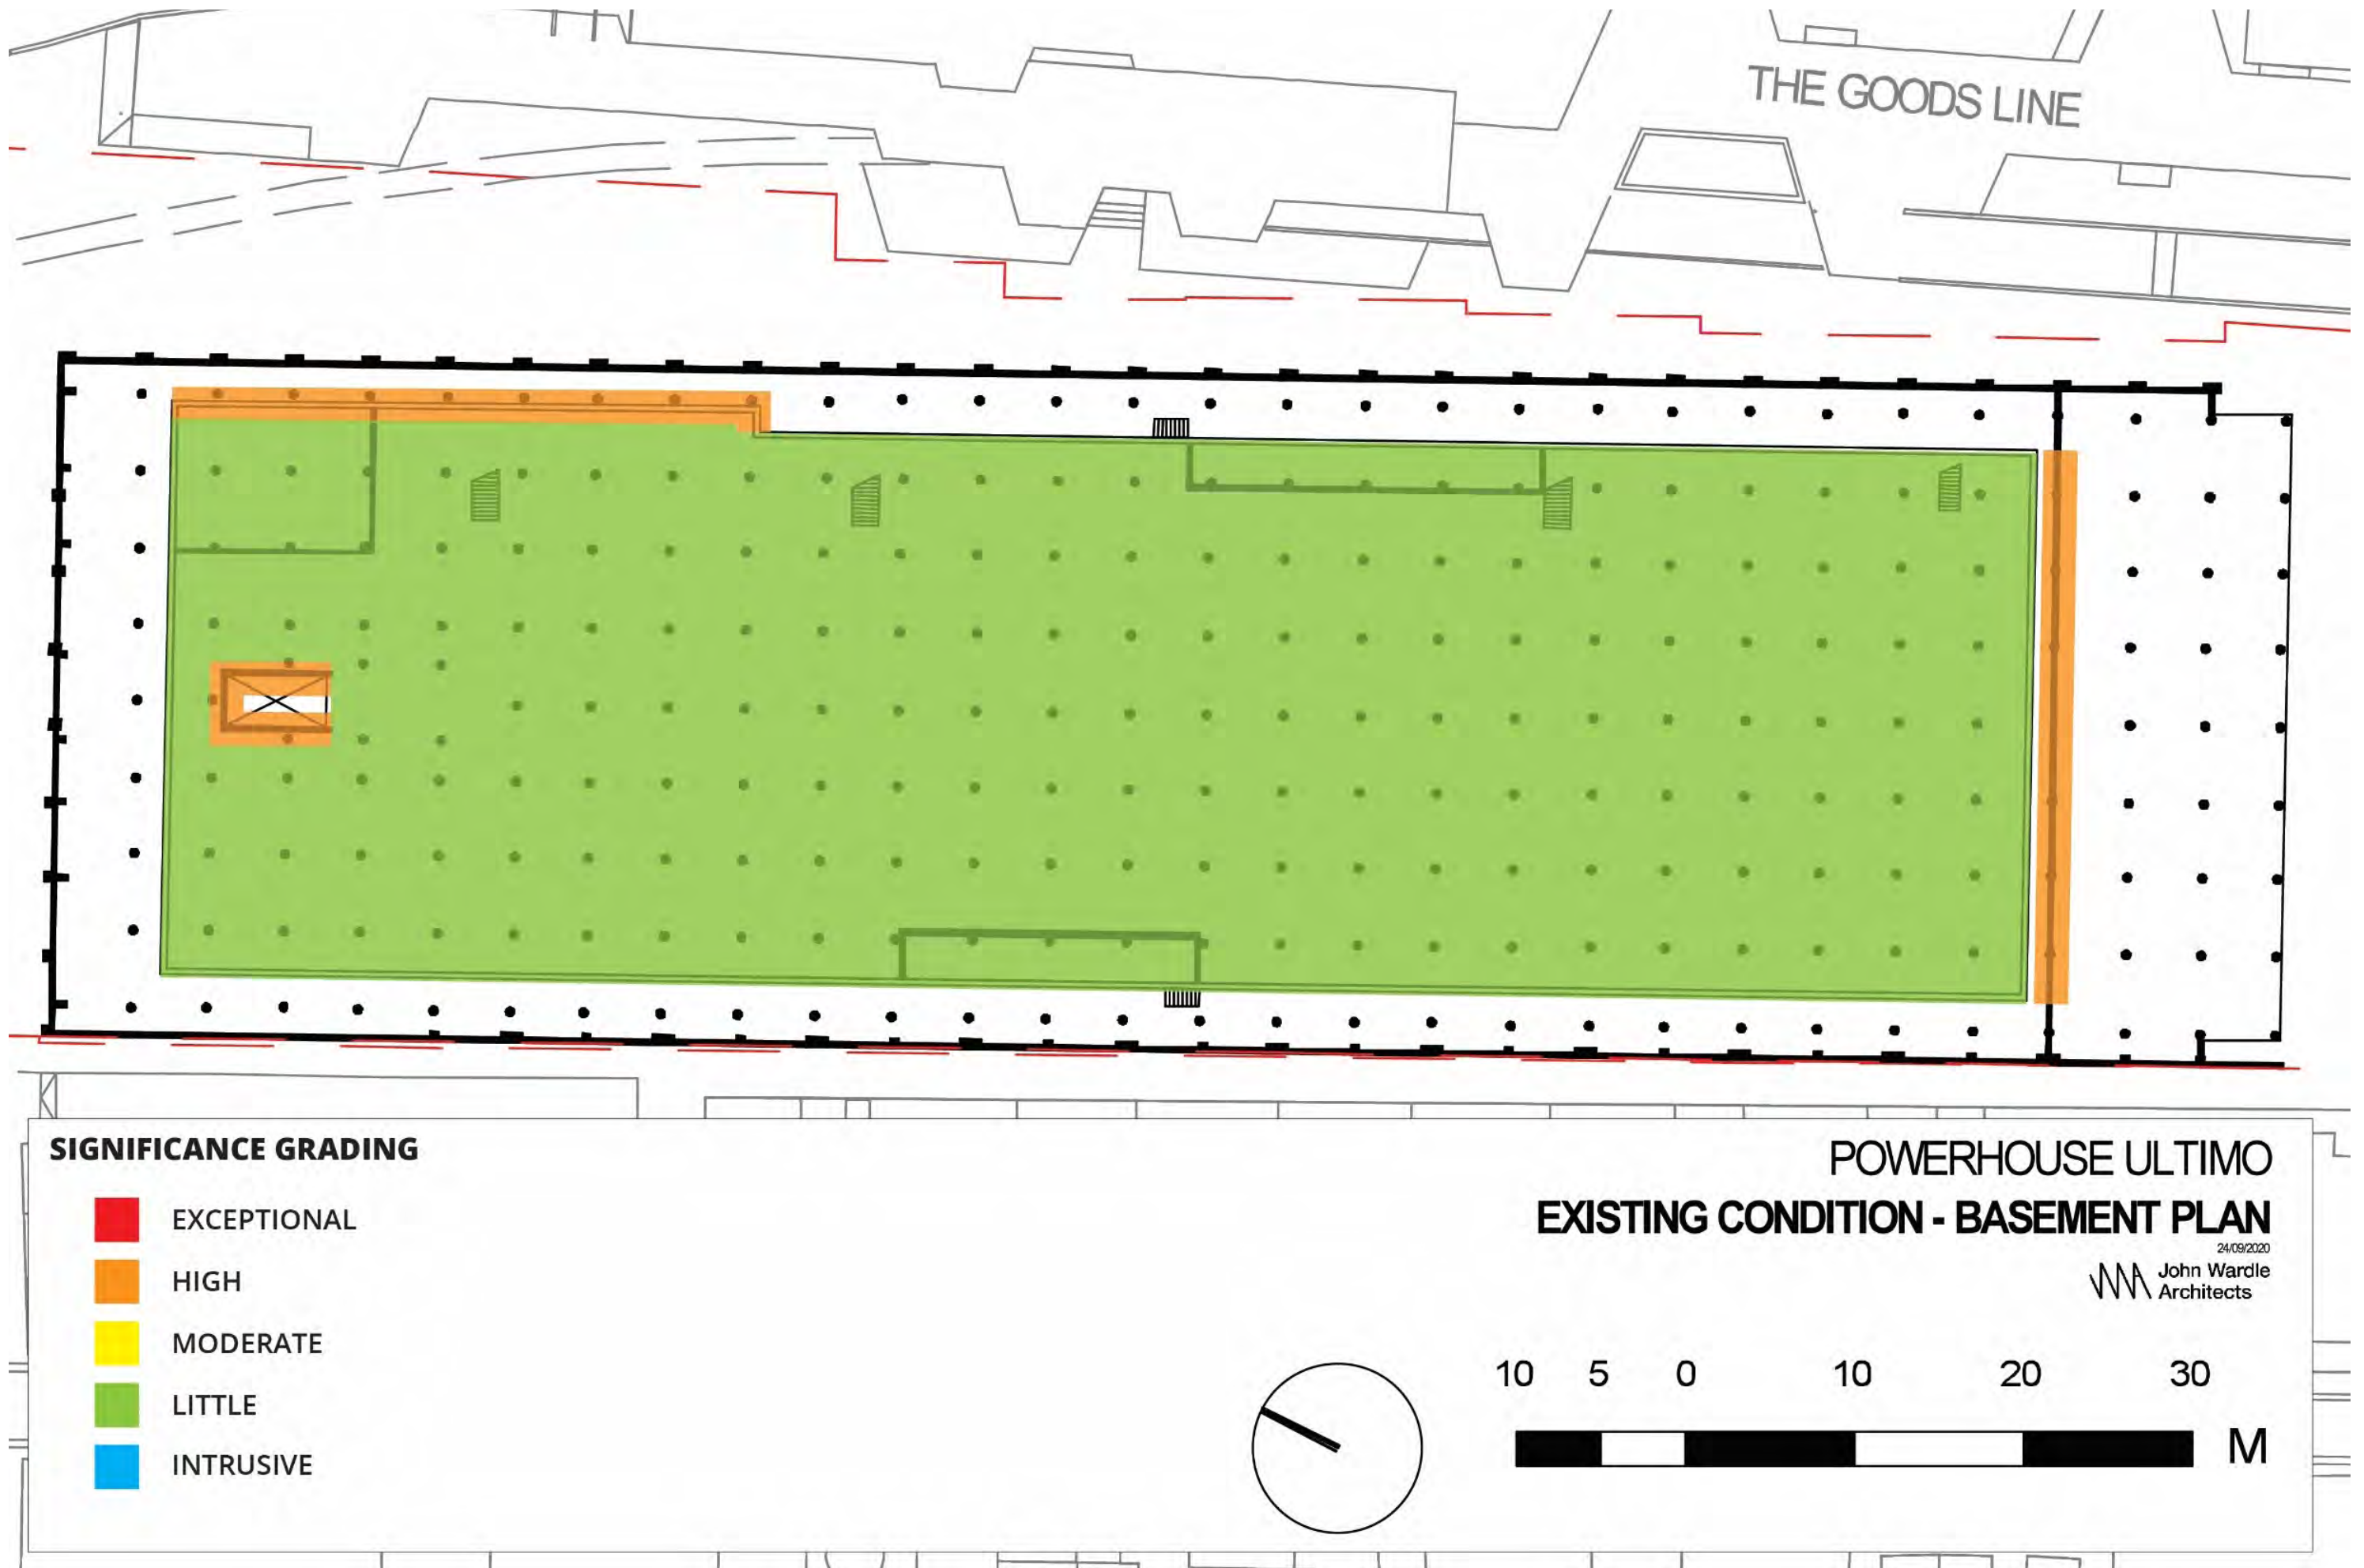 THE GOODS LINE
SIGNIFICANCE GRADING
EXCEPTIONAL
HIGH
MODERATE
LITTLE
INTRUSIVE
POWERHOUSE ULTIMO
EXISTING CONDITION - BASEMENT PLAN
24/09/2020
John Wardle
Architects
10 5 0 10 20 30
M